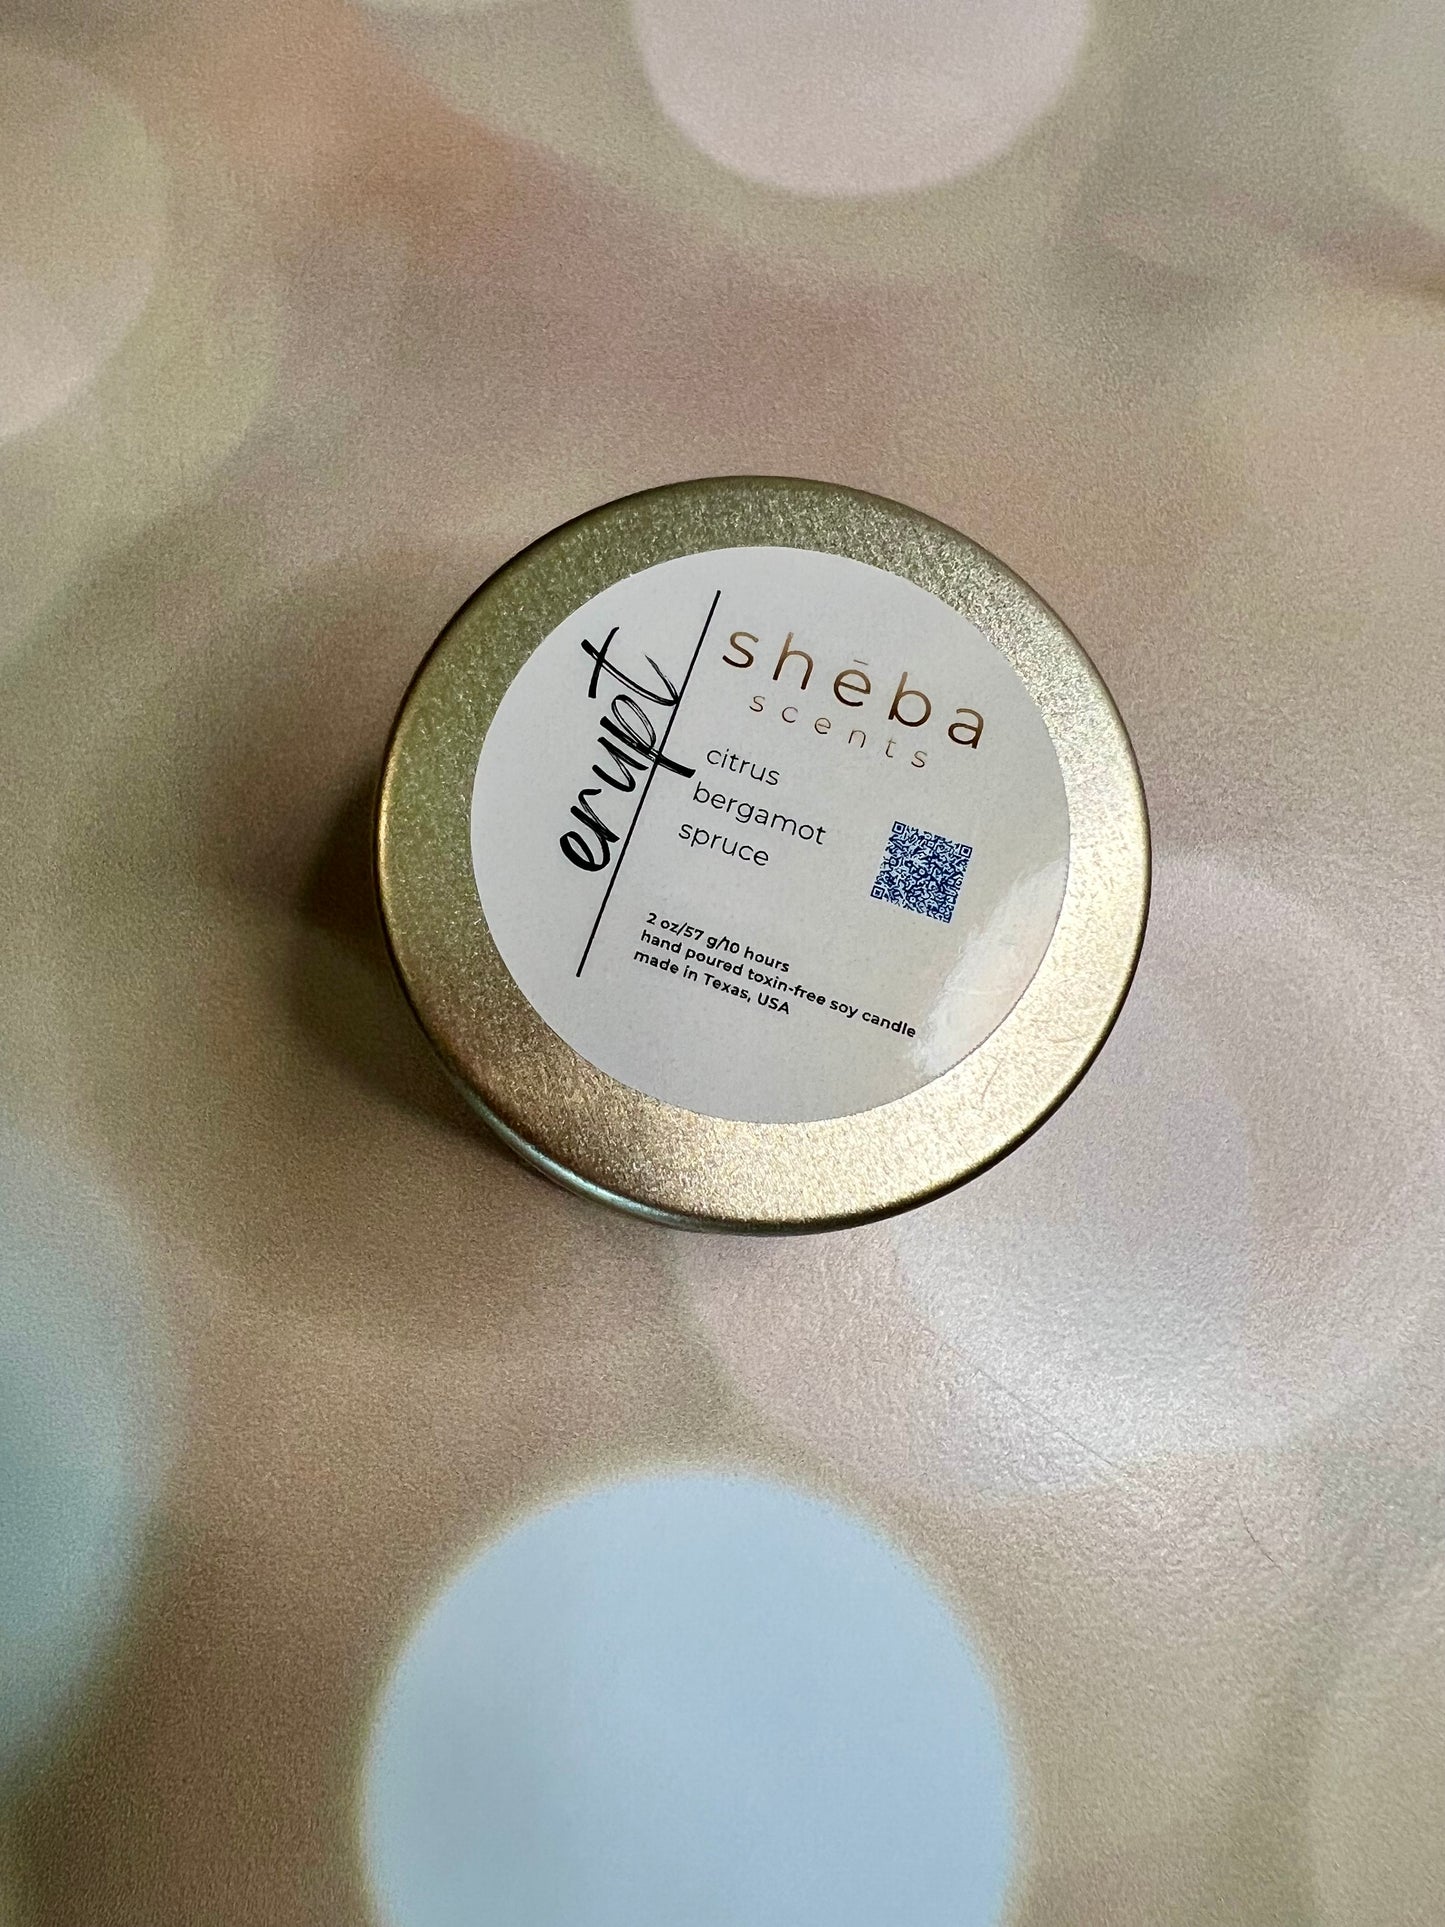 erupt
shēba
scents
citrus
bergamot
spruce
2 oz/57 g/10 hours
hand poured toxin-free soy candle
made in Texas, USA